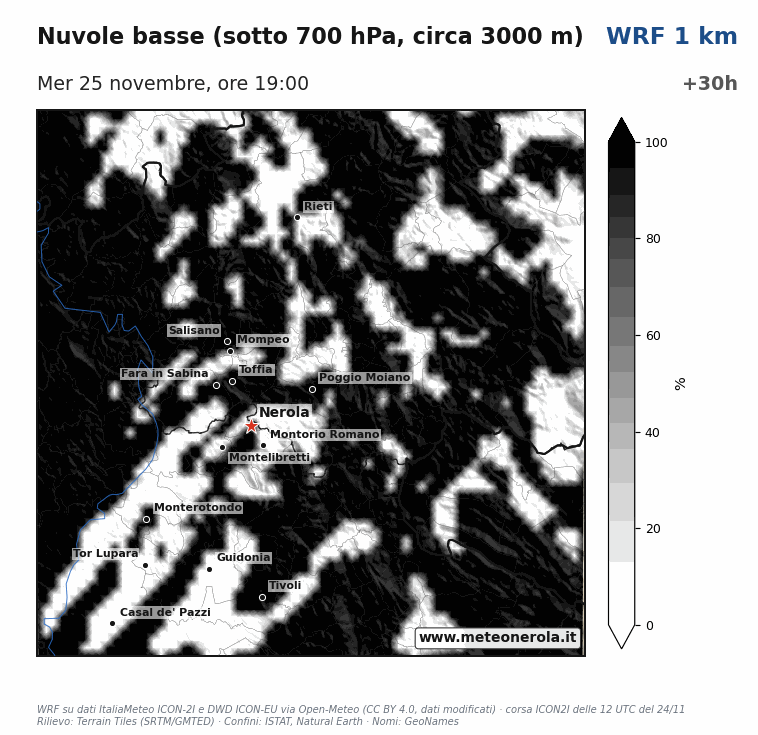 Nuvole basse (sotto 700 hPa, circa 3000 m) WRF 1 km
Mer 25 novembre, ore 19:00 +30h
100
80
60
%
40
20
0
Rieti
Salisano
Mompeo
Toffia
Fara in Sabina
Poggio Moiano
Nerola
Montorio Romano
Montelibretti
Monterotondo
Tor Lupara
Guidonia
Tivoli
Casal de' Pazzi
www.meteonerola.it
WRF su dati ItaliaMeteo ICON-2I e DWD ICON-EU via Open-Meteo (CC BY 4.0, dati modificati) · corsa ICON2I delle 12 UTC del 24/11
Rilievo: Terrain Tiles (SRTM/GMTED) · Confini: ISTAT, Natural Earth · Nomi: GeoNames